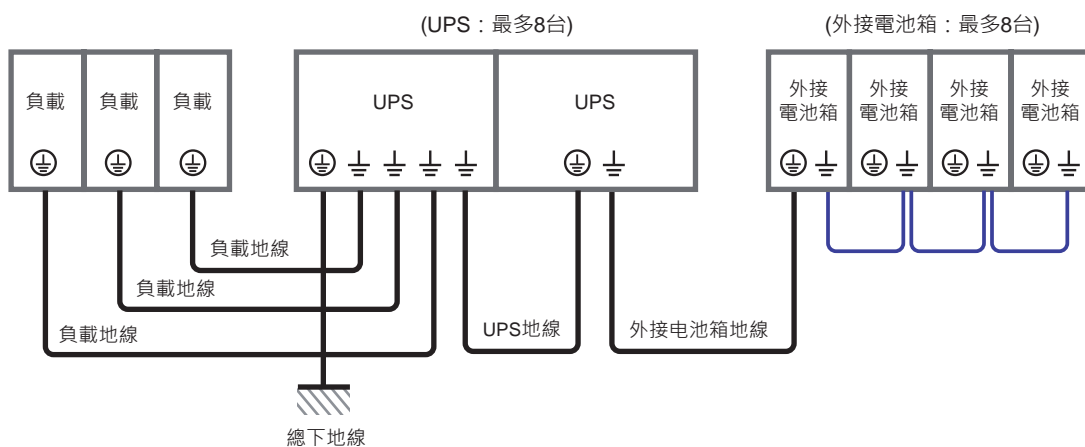 (UPS：最多8台)
(外接電池箱：最多8台)
負載
負載
負載
UPS
UPS
外接
電池箱
外接
電池箱
外接
電池箱
外接
電池箱
負載地線
負載地線
負載地線
UPS地線
外接电池箱地線
總下地線